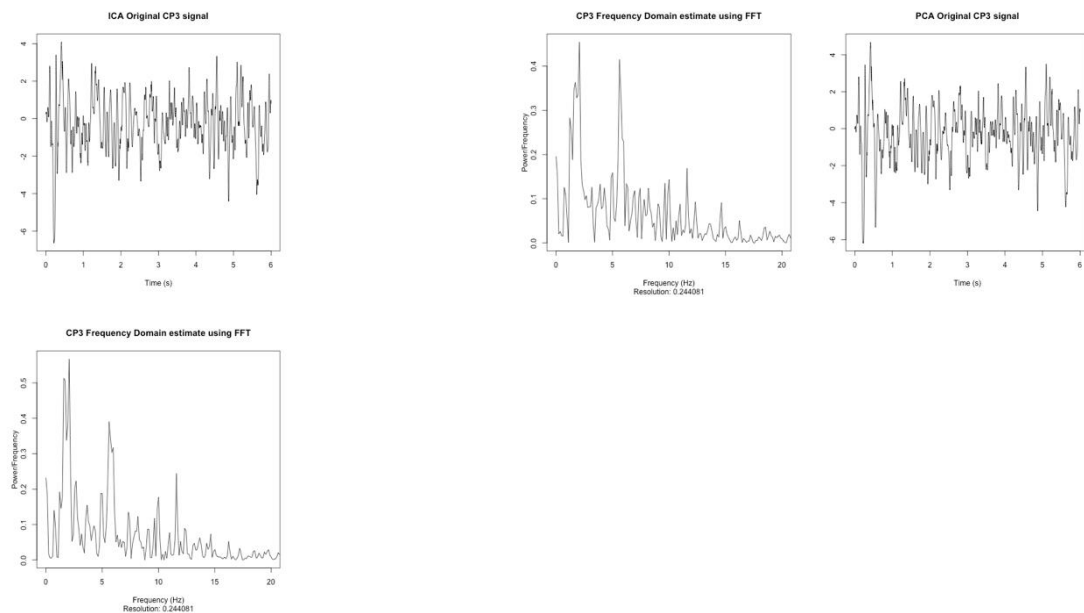 ICA Original CP3 signal
4
2
0
-2
-4
-6
0 1 2 3 4 5 6
Time (s)
CP3 Frequency Domain estimate using FFT
Power/Frequency
0.4
0.3
0.2
0.1
0.0
0 5 10 15 20
Frequency (Hz)
Resolution: 0.244081
PCA Original CP3 signal
4
2
0
-2
-4
-6
0 1 2 3 4 5 6
Time (s)
CP3 Frequency Domain estimate using FFT
Power/Frequency
0.5
0.4
0.3
0.2
0.1
0.0
0 5 10 15 20
Frequency (Hz)
Resolution: 0.244081